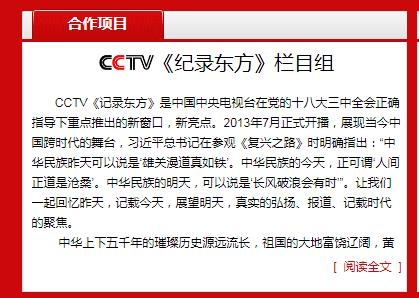 合作项目
CCTV《纪录东方》栏目组
CCTV《记录东方》是中国中央电视台在党的十八大三中全会正确
指导下重点推出的新窗口，新亮点。2013年7月正式开播，展现当今中
国跨时代的舞台，习近平总书记在参观《复兴之路》时明确指出：“中
华民族昨天可以说是‘雄关漫道真如铁’。中华民族的今天，正可谓‘人间
正道是沧桑’。中华民族的明天，可以说是‘长风破浪会有时’”。让我们
一起回忆昨天，记载今天，展望明天，真实的弘扬、报道、记载时代
的聚焦。
中华上下五千年的璀璨历史源远流长，祖国的大地富饶辽阔，黄
[ 阅读全文 ]